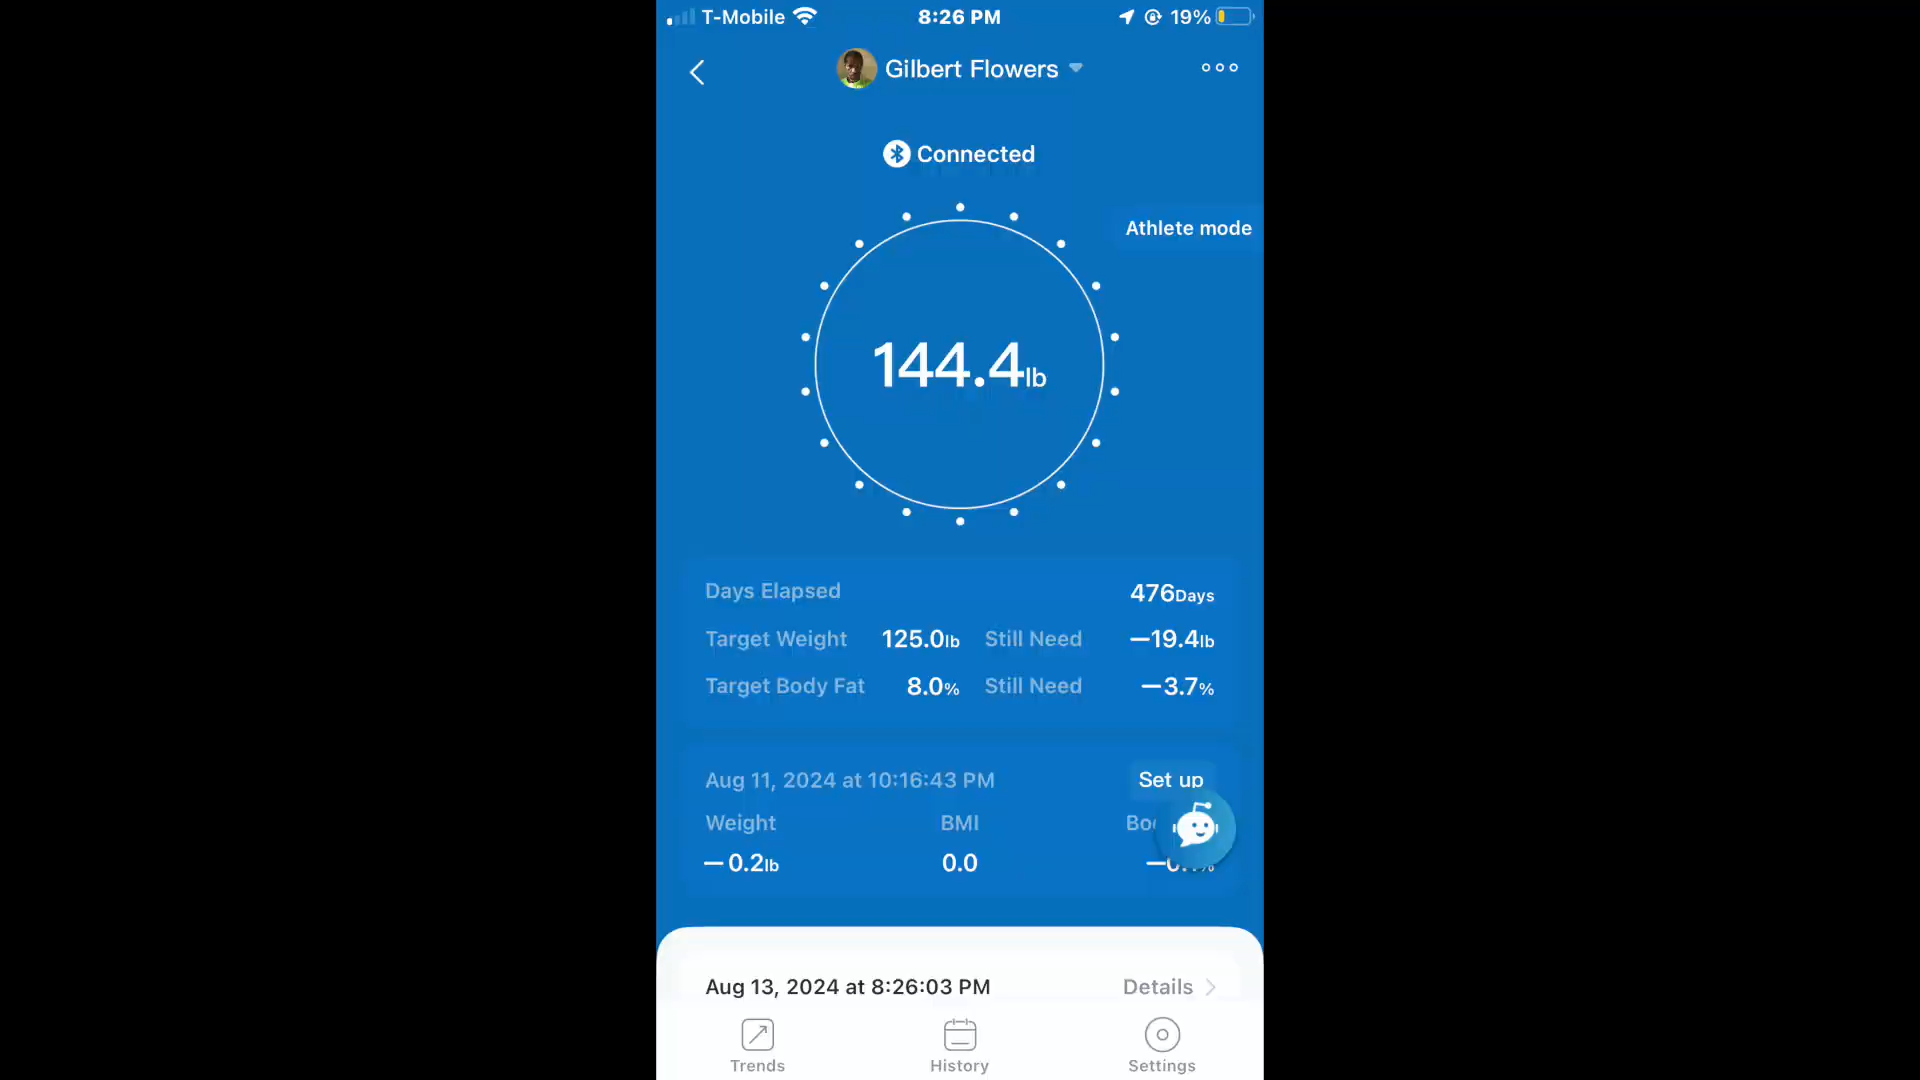 T-Mobile 8:26 PM 19%
Gilbert Flowers
Connected
Athlete mode
144.4lb
Days Elapsed 476Days
Target Weight 125.0lb Still Need —19.4lb
Target Body Fat 8.0% Still Need —3.7%
Aug 11, 2024 at 10:16:43 PM Set up
Weight BMI
—0.2lb 0.0
Aug 13, 2024 at 8:26:03 PM Details
Trends History Settings